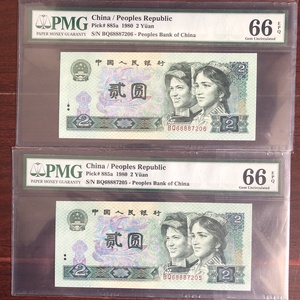 PMG
PAPER MONEY GUARANTY
China / Peoples Republic
Pick# 885a 1980 2 Yüan
S/N BQ68887206 - Peoples Bank of China
66 EPQ
Gem Uncirculated
中国人民银行
贰圆
BQ68887206
2
2
PMG
PAPER MONEY GUARANTY
China / Peoples Republic
Pick# 885a 1980 2 Yüan
S/N BQ68887205 - Peoples Bank of China
66 EPQ
Gem Uncirculated
中国人民银行
贰圆
BQ68887205
2
2